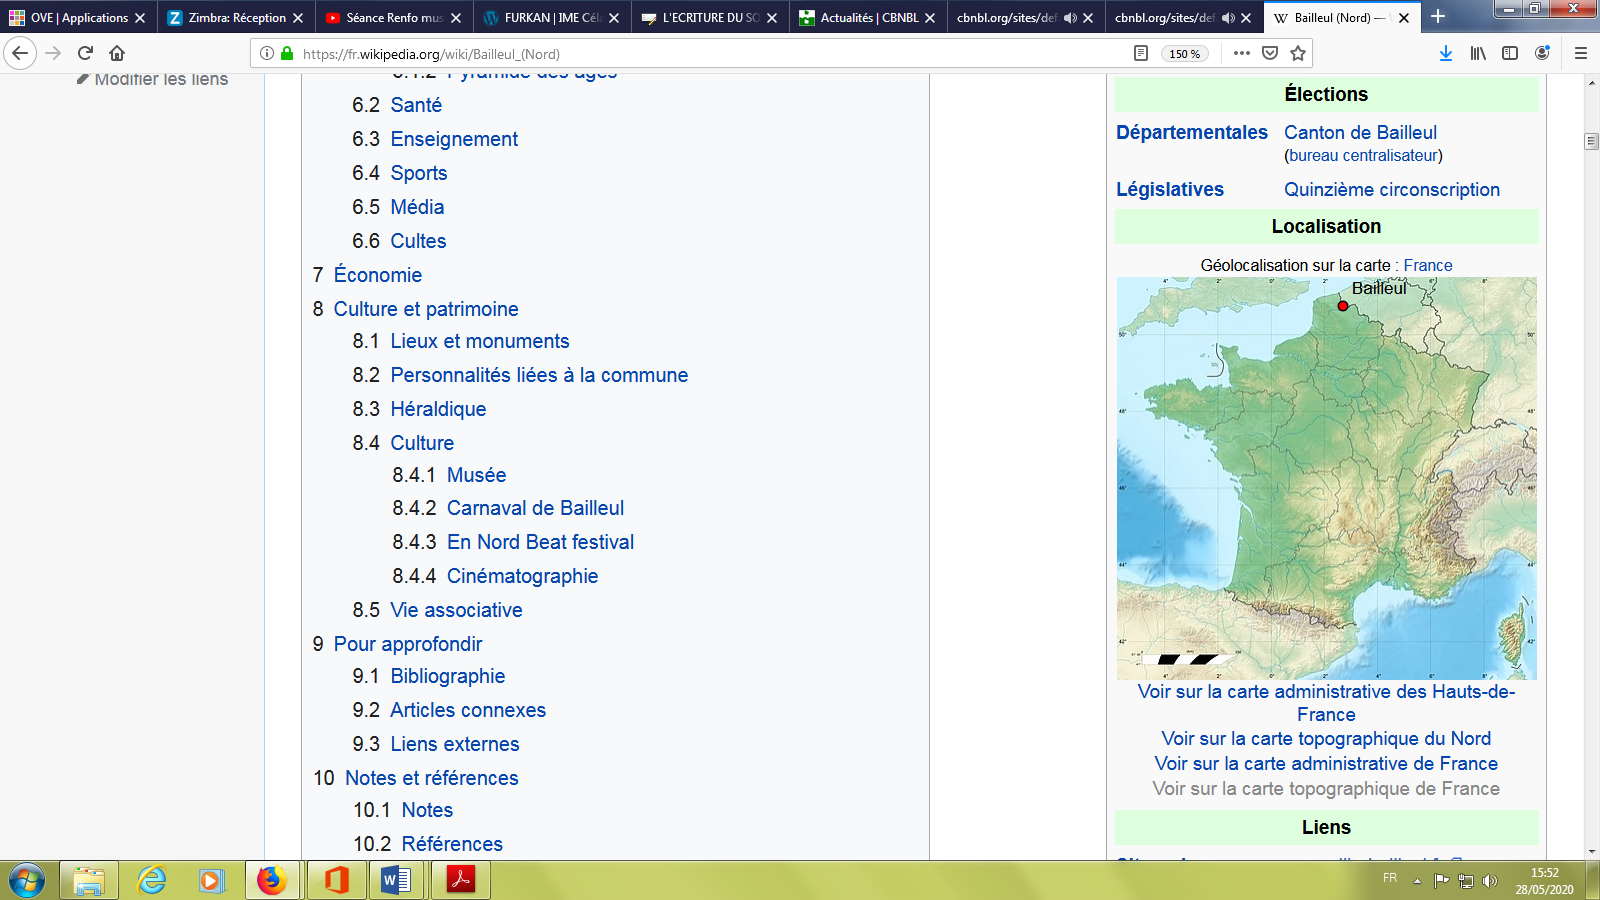 OVE | Applications
Zimbra: Réception
Séance Renfo mus
FURKAN | IME Céla
L'ECRITURE DU SO
Actualités | CBNBL
cbnbl.org/sites/def
cbnbl.org/sites/def
Bailleul (Nord) —
https://fr.wikipedia.org/wiki/Bailleul_(Nord)
150 %
Modifier les liens
6.1.2 Pyramide des âges
6.2 Santé
6.3 Enseignement
6.4 Sports
6.5 Média
6.6 Cultes
7 Économie
8 Culture et patrimoine
8.1 Lieux et monuments
8.2 Personnalités liées à la commune
8.3 Héraldique
8.4 Culture
8.4.1 Musée
8.4.2 Carnaval de Bailleul
8.4.3 En Nord Beat festival
8.4.4 Cinématographie
8.5 Vie associative
9 Pour approfondir
9.1 Bibliographie
9.2 Articles connexes
9.3 Liens externes
10 Notes et références
10.1 Notes
10.2 Références
Élections
Départementales Canton de Bailleul
(bureau centralisateur)
Législatives Quinzième circonscription
Localisation
Géolocalisation sur la carte : France
Bailleul
Voir sur la carte administrative des Hauts-de-
France
Voir sur la carte topographique du Nord
Voir sur la carte administrative de France
Voir sur la carte topographique de France
Liens
FR
15:52
28/05/2020